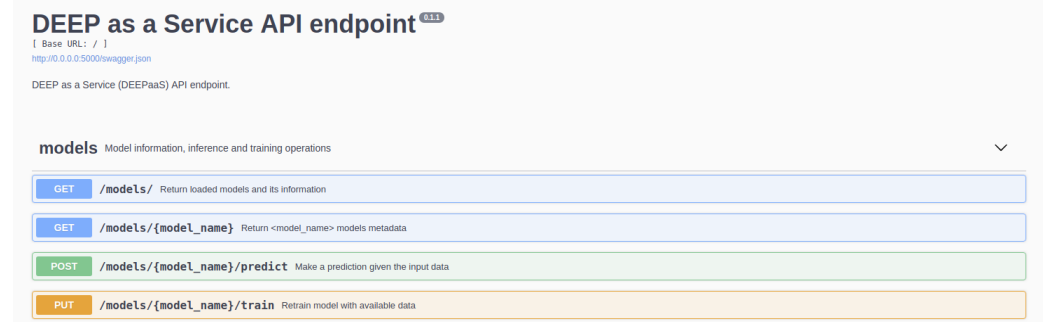 DEEP as a Service API endpoint 0.1.1
[ Base URL: / ]
http://0.0.0.0:5000/swagger.json
DEEP as a Service (DEEPaaS) API endpoint.
models Model information, inference and training operations
GET /models/ Return loaded models and its information
GET /models/{model_name} Return <model_name> models metadata
POST /models/{model_name}/predict Make a prediction given the input data
PUT /models/{model_name}/train Retrain model with available data